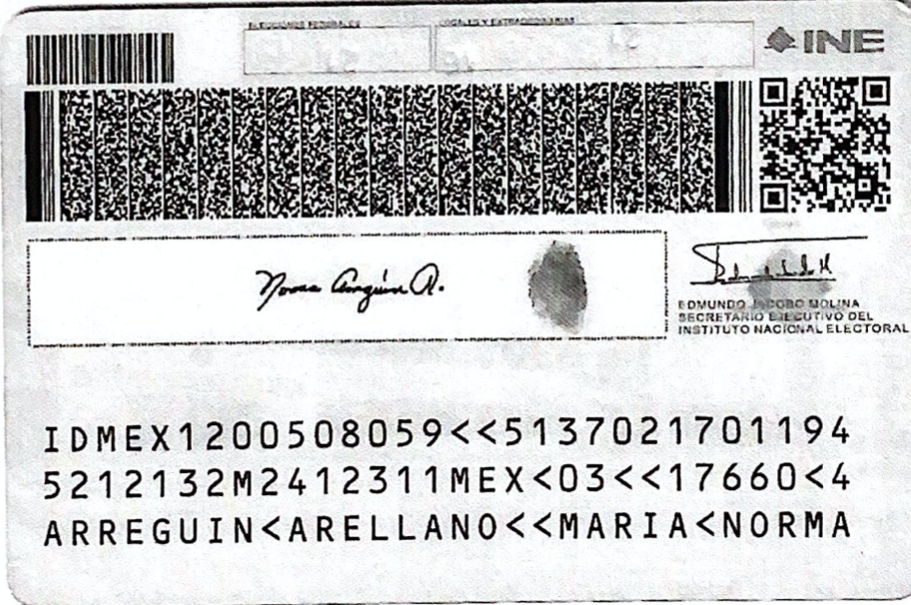 ELECCIONES FEDERALES
LOCALES Y EXTRAORDINARIAS
INE
Norma Arreguin A.
EDMUNDO JACOBO MOLINA
SECRETARIO EJECUTIVO DEL
INSTITUTO NACIONAL ELECTORAL
IDMEX1200508059<<5137021701194
5212132M2412311MEX<03<<17660<4
ARREGUIN<ARELLANO<<MARIA<NORMA